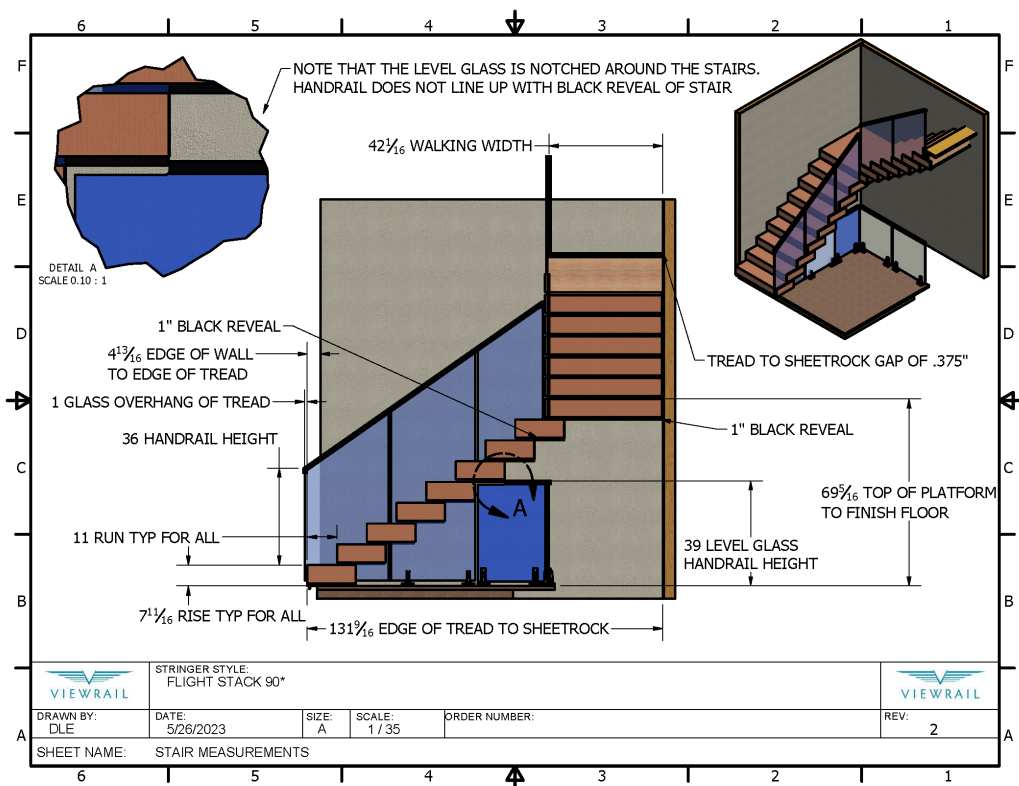 6 5 4 3 2 1
F F
NOTE THAT THE LEVEL GLASS IS NOTCHED AROUND THE STAIRS.
HANDRAIL DOES NOT LINE UP WITH BLACK REVEAL OF STAIR
42 1/16 WALKING WIDTH
E E
DETAIL A
SCALE 0.10 : 1
D D
1" BLACK REVEAL
4 13/16 EDGE OF WALL
TO EDGE OF TREAD
TREAD TO SHEETROCK GAP OF .375"
1 GLASS OVERHANG OF TREAD
1" BLACK REVEAL
36 HANDRAIL HEIGHT
C C
69 5/16 TOP OF PLATFORM
TO FINISH FLOOR
A
11 RUN TYP FOR ALL
39 LEVEL GLASS
HANDRAIL HEIGHT
B B
7 11/16 RISE TYP FOR ALL
131 9/16 EDGE OF TREAD TO SHEETROCK
VIEWRAIL
STRINGER STYLE:
FLIGHT STACK 90*
VIEWRAIL
DRAWN BY:
DLE
DATE:
5/26/2023
SIZE:
A
SCALE:
1 / 35
ORDER NUMBER:
REV:
2
A A
SHEET NAME: STAIR MEASUREMENTS
6 5 4 3 2 1